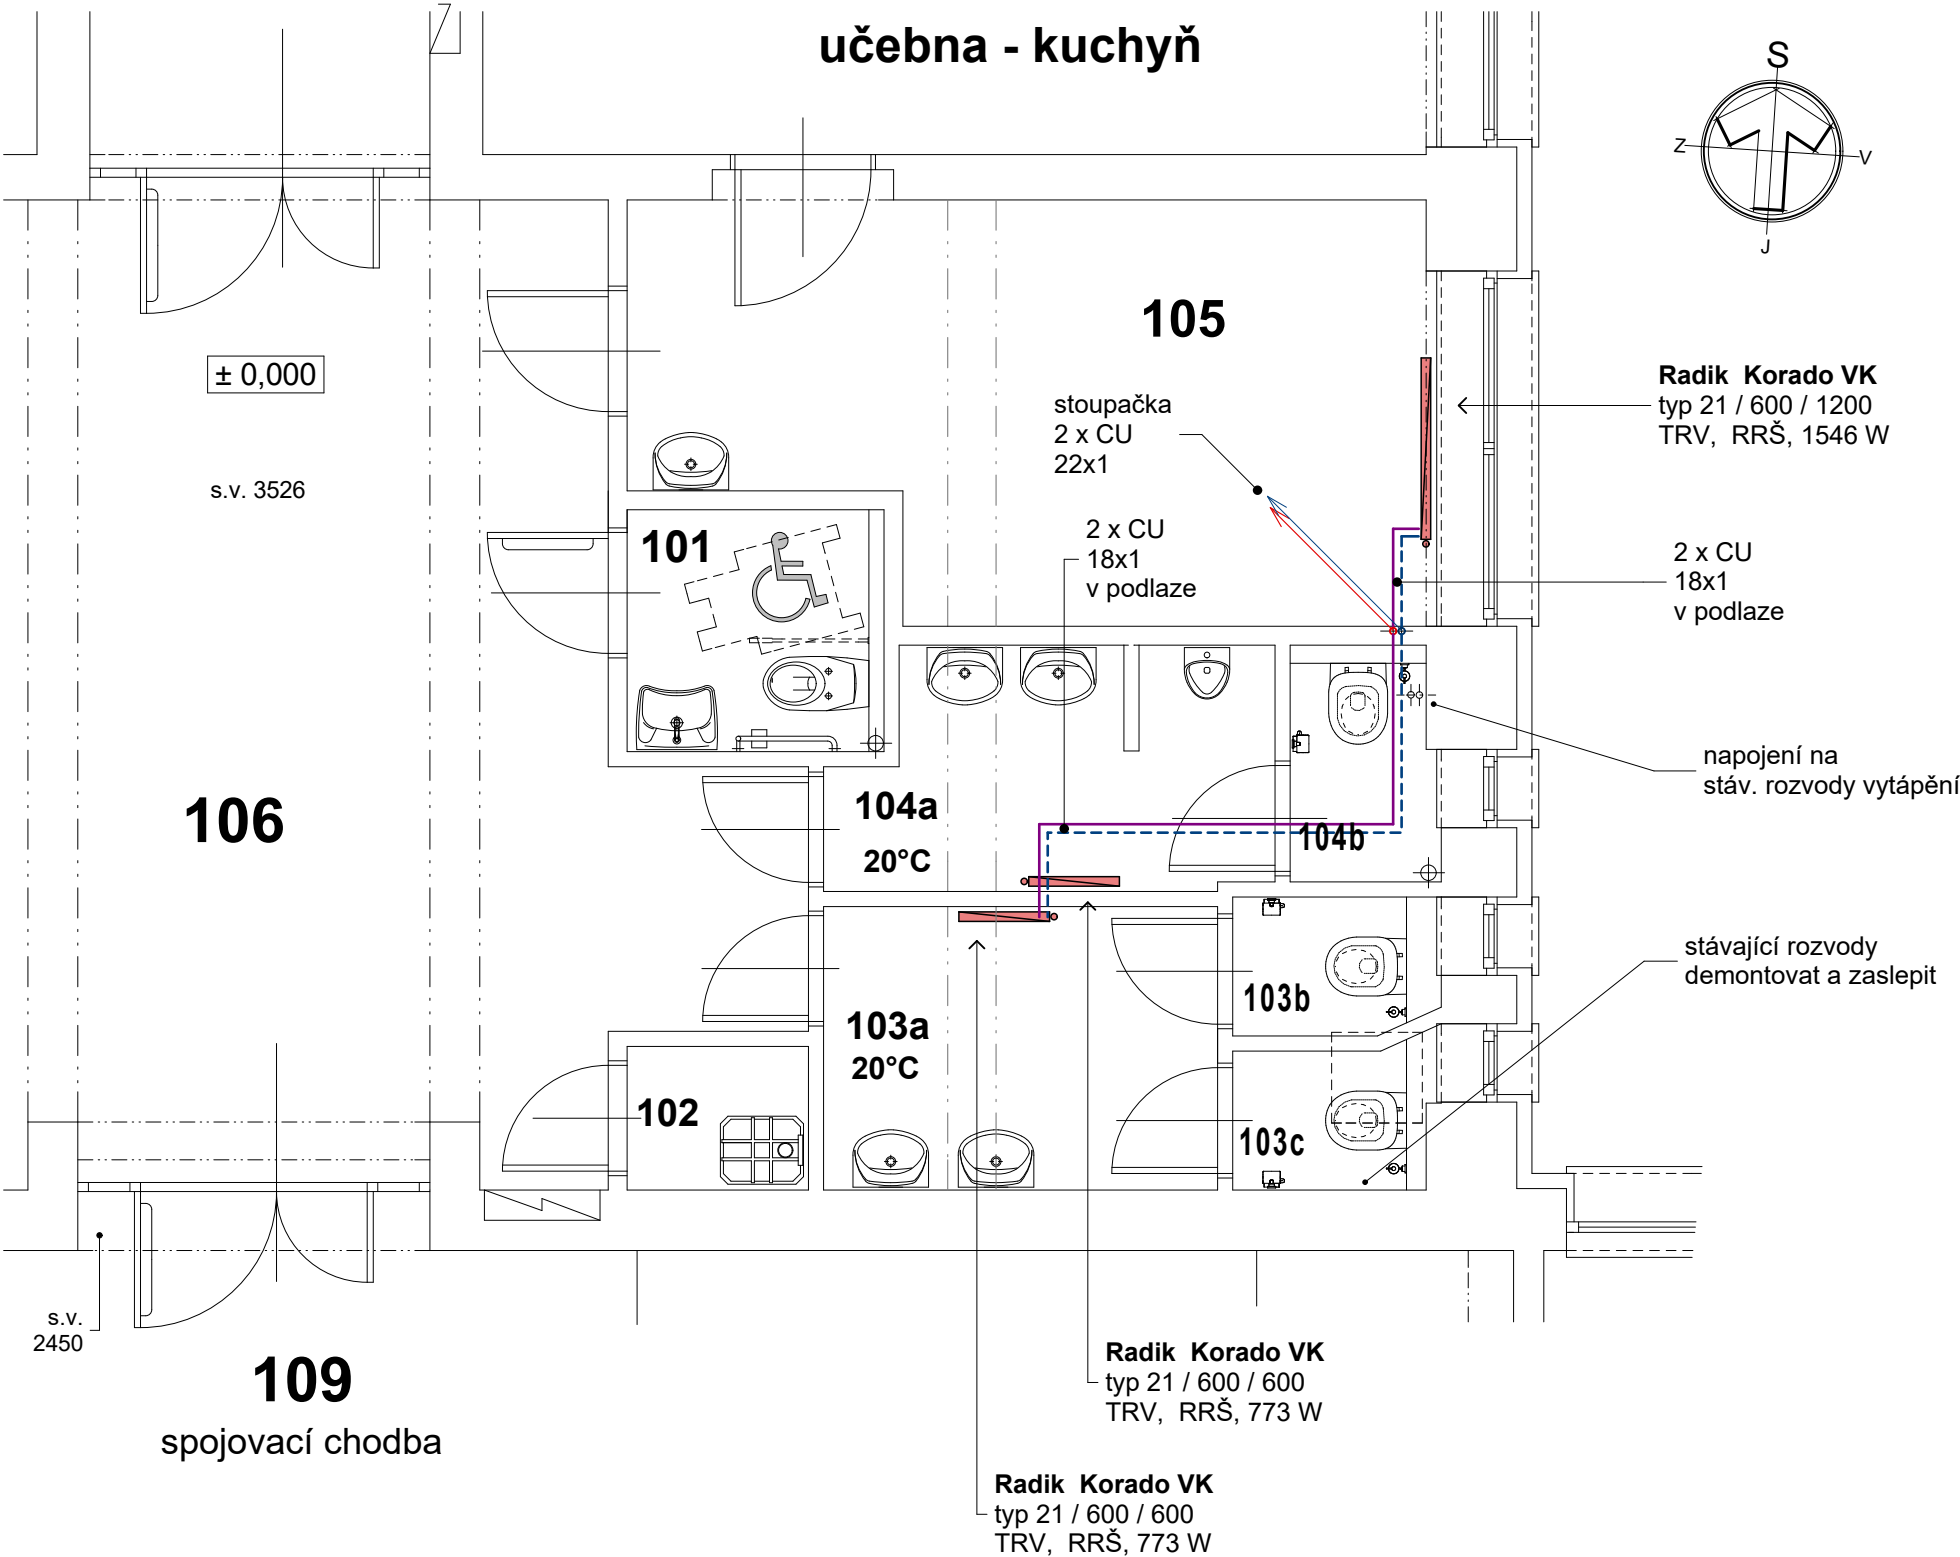 učebna - kuchyň
S
Z
V
J
105
± 0,000
Radik Korado VK
typ 21 / 600 / 1200
TRV, RRŠ, 1546 W
stoupačka
2 x CU
22x1
s.v. 3526
2 x CU
18x1
v podlaze
101
2 x CU
18x1
v podlaze
napojení na
stáv. rozvody vytápění
106
104a
20°C
104b
stávající rozvody
demontovat a zaslepit
103b
103a
20°C
102
103c
s.v.
2450
109
spojovací chodba
Radik Korado VK
typ 21 / 600 / 600
TRV, RRŠ, 773 W
Radik Korado VK
typ 21 / 600 / 600
TRV, RRŠ, 773 W